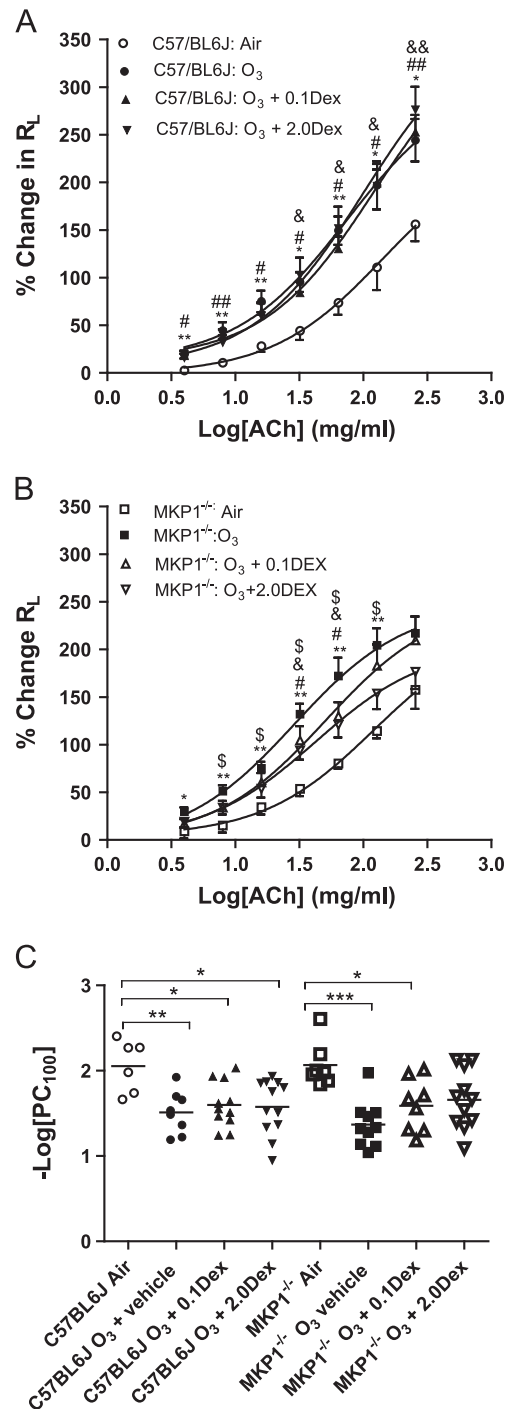 A
C57/BL6J: Air
C57/BL6J: O3
C57/BL6J: O3 + 0.1Dex
C57/BL6J: O3 + 2.0Dex
% Change in RL
350
300
250
200
150
100
50
0
# **
## **
# **
& # *
& # **
& # *
&& ## *
0.0 0.5 1.0 1.5 2.0 2.5 3.0
Log[ACh] (mg/ml)
B
MKP1-/-: Air
MKP1-/-:O3
MKP1-/-: O3 + 0.1DEX
MKP1-/-: O3+2.0DEX
% Change RL
350
300
250
200
150
100
50
0
*
$ **
$ **
$ & # **
$ & # **
$ **
0.0 0.5 1.0 1.5 2.0 2.5 3.0
Log[ACh] (mg/ml)
C
-Log[PC100]
3
2
1
0
*
*
**
*
***
C57BL6J Air
C57BL6J O3 + vehicle
C57BL6J O3 + 0.1Dex
C57BL6J O3 + 2.0Dex
MKP1-/- Air
MKP1-/- O3 vehicle
MKP1-/- O3 + 0.1Dex
MKP1-/- O3 + 2.0Dex